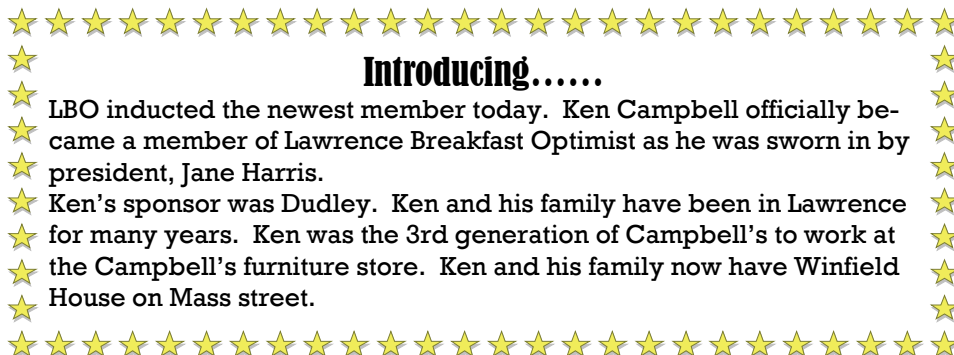 Introducing......
LBO inducted the newest member today.  Ken Campbell officially be-
came a member of Lawrence Breakfast Optimist as he was sworn in by
president, Jane Harris.
Ken's sponsor was Dudley.  Ken and his family have been in Lawrence
for many years.  Ken was the 3rd generation of Campbell's to work at
the Campbell's furniture store.  Ken and his family now have Winfield
House on Mass street.